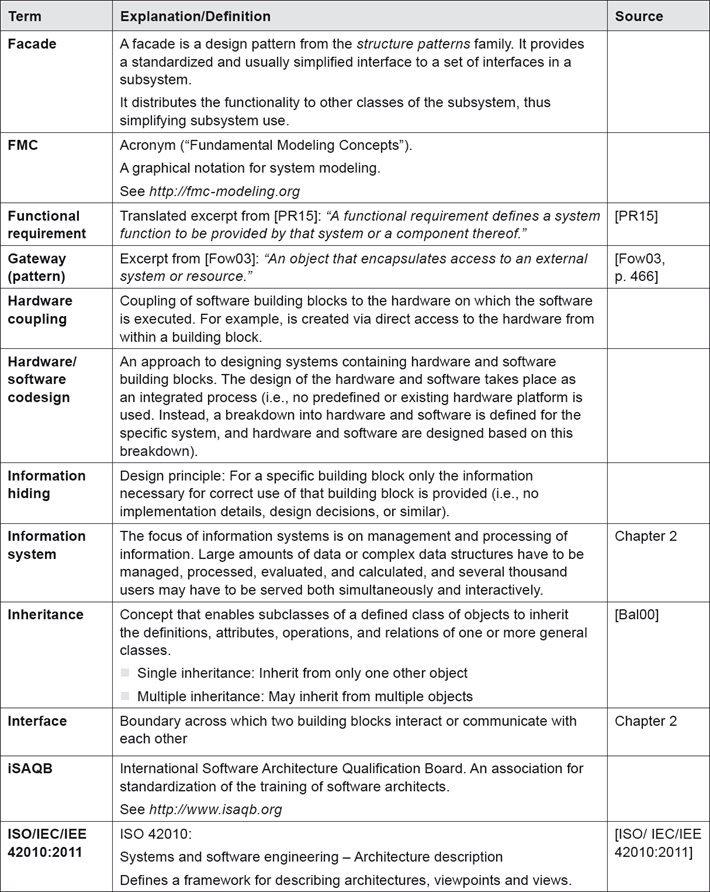 Term Explanation/Definition Source
Facade A facade is a design pattern from the structure patterns family. It provides
a standardized and usually simplified interface to a set of interfaces in a
subsystem.
It distributes the functionality to other classes of the subsystem, thus
simplifying subsystem use.
FMC Acronym (“Fundamental Modeling Concepts”).
A graphical notation for system modeling.
See http://fmc-modeling.org
Functional Translated excerpt from [PR15]: “A functional requirement defines a system [PR15]
requirement function to be provided by that system or a component thereof.”
Gateway Excerpt from [Fow03]: “An object that encapsulates access to an external [Fow03,
(pattern) system or resource.” p. 466]
Hardware Coupling of software building blocks to the hardware on which the software
coupling is executed. For example, is created via direct access to the hardware from
within a building block.
Hardware/ An approach to designing systems containing hardware and software
software building blocks. The design of the hardware and software takes place as
codesign an integrated process (i.e., no predefined or existing hardware platform is
used. Instead, a breakdown into hardware and software is defined for the
specific system, and hardware and software are designed based on this
breakdown).
Information Design principle: For a specific building block only the information
hiding necessary for correct use of that building block is provided (i.e., no
implementation details, design decisions, or similar).
Information The focus of information systems is on management and processing of Chapter 2
system information. Large amounts of data or complex data structures have to be
managed, processed, evaluated, and calculated, and several thousand
users may have to be served both simultaneously and interactively.
Inheritance Concept that enables subclasses of a defined class of objects to inherit [Bal00]
the definitions, attributes, operations, and relations of one or more general
classes.
Single inheritance: Inherit from only one other object
Multiple inheritance: May inherit from multiple objects
Interface Boundary across which two building blocks interact or communicate with Chapter 2
each other
iSAQB International Software Architecture Qualification Board. An association for
standardization of the training of software architects.
See http://www.isaqb.org
ISO/IEC/IEE ISO 42010: [ISO/ IEC/IEE
42010:2011 Systems and software engineering – Architecture description 42010:2011]
Defines a framework for describing architectures, viewpoints and views.